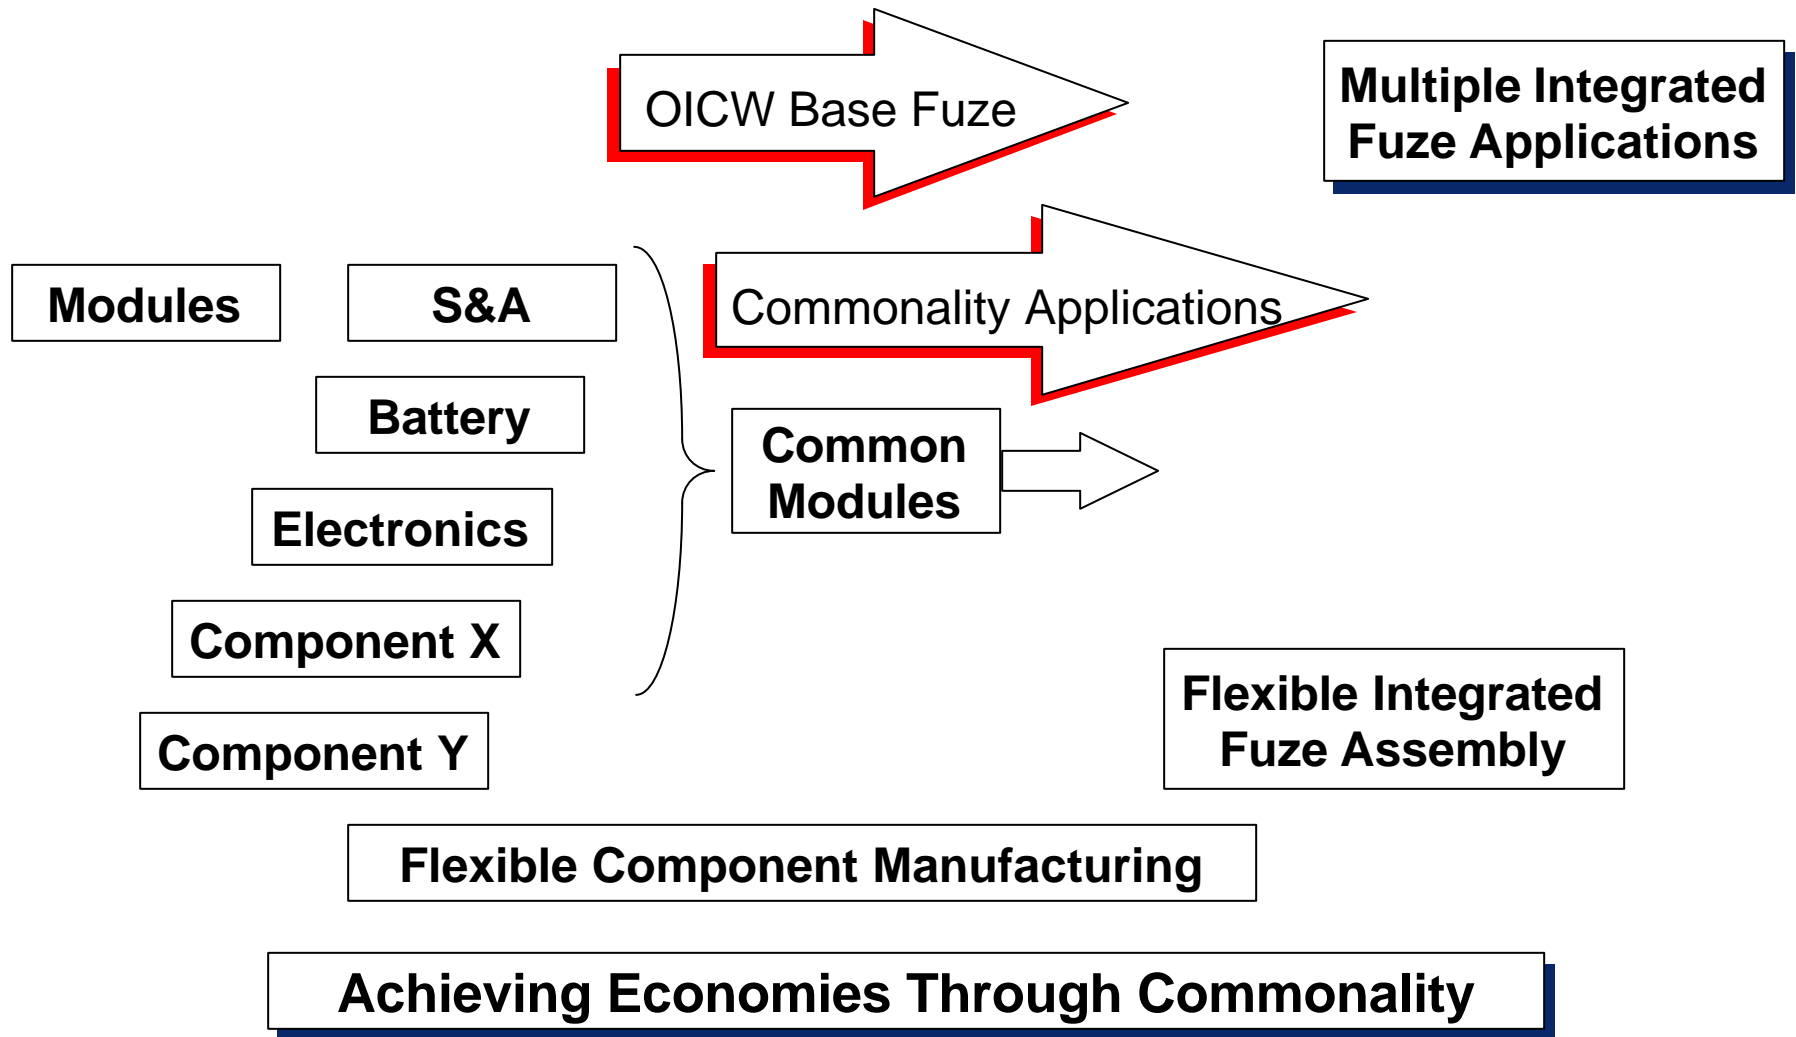 OICW Base Fuze
Multiple Integrated
Fuze Applications
Modules
S&A
Commonality Applications
Battery
Common
Modules
Electronics
Component X
Flexible Integrated
Fuze Assembly
Component Y
Flexible Component Manufacturing
Achieving Economies Through Commonality